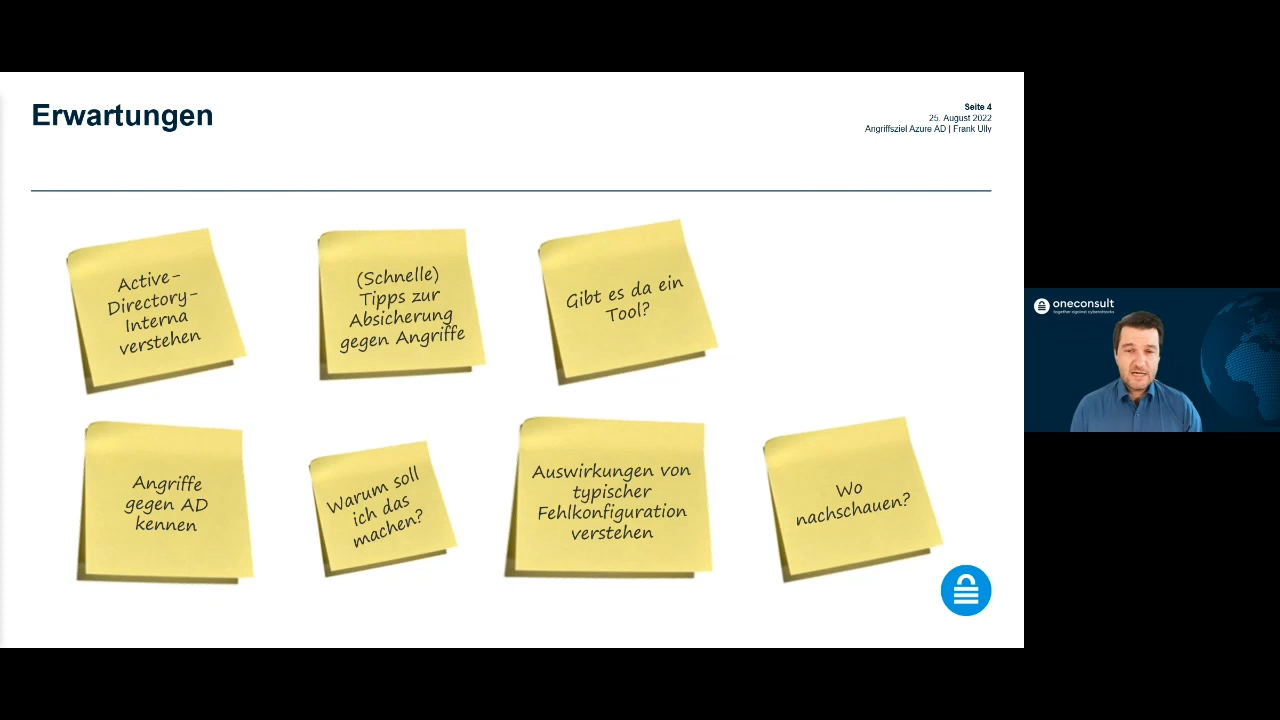 Erwartungen
Seite 4
25. August 2022
Angriffsziel Azure AD | Frank Ully
Active-
Directory-
Interna
verstehen
(Schnelle)
Tipps zur
Absicherung
gegen Angriffe
Gibt es da ein
Tool?
Angriffe
gegen AD
kennen
Warum soll
ich das
machen?
Auswirkungen von
typischer
Fehlkonfiguration
verstehen
Wo
nachschauen?
oneconsult
together against cyberattacks